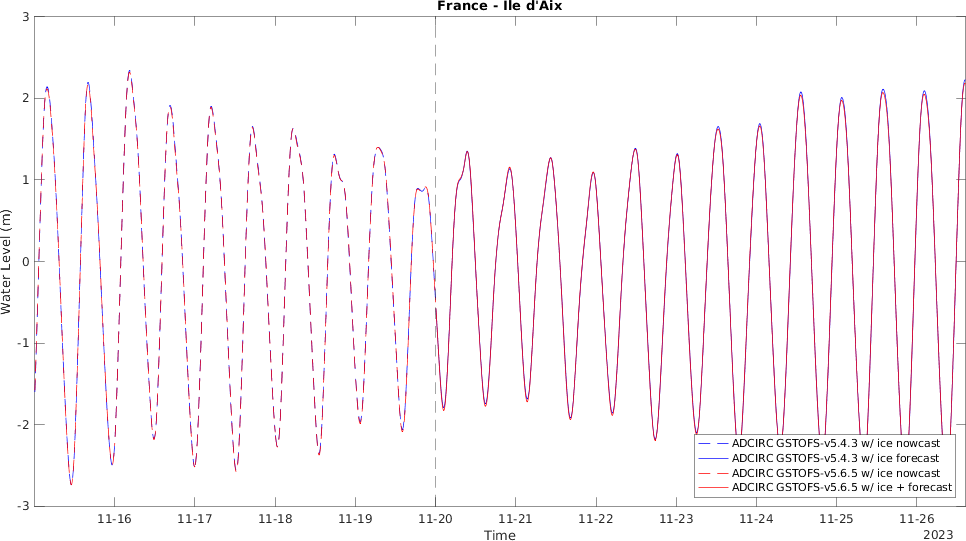 France - Ile d'Aix
3
2
1
0
-1
-2
-3
Water Level (m)
ADCIRC GSTOFS-v5.4.3 w/ ice nowcast
ADCIRC GSTOFS-v5.4.3 w/ ice forecast
ADCIRC GSTOFS-v5.6.5 w/ ice nowcast
ADCIRC GSTOFS-v5.6.5 w/ ice + forecast
11-16 11-17 11-18 11-19 11-20 11-21 11-22 11-23 11-24 11-25 11-26
Time
2023